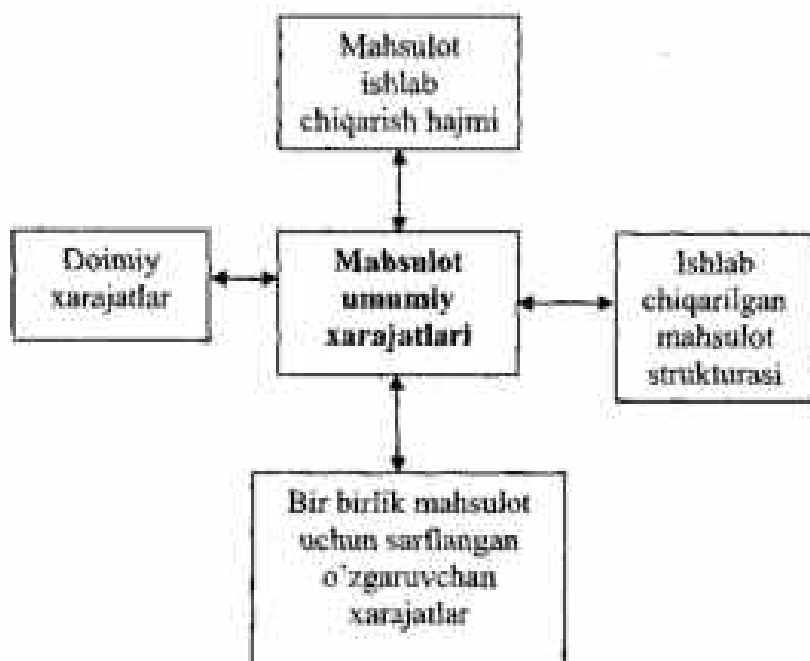 Mahsulot
ishlab
chiqarish hajmi
Doimiy
xarajatlar
Mahsulot
umumiy
xarajatlari
Ishlab
chiqarilgan
mahsulot
strukturasi
Bir birlik mahsulot
uchun sarflangan
o'zgaruvchan
xarajatlar